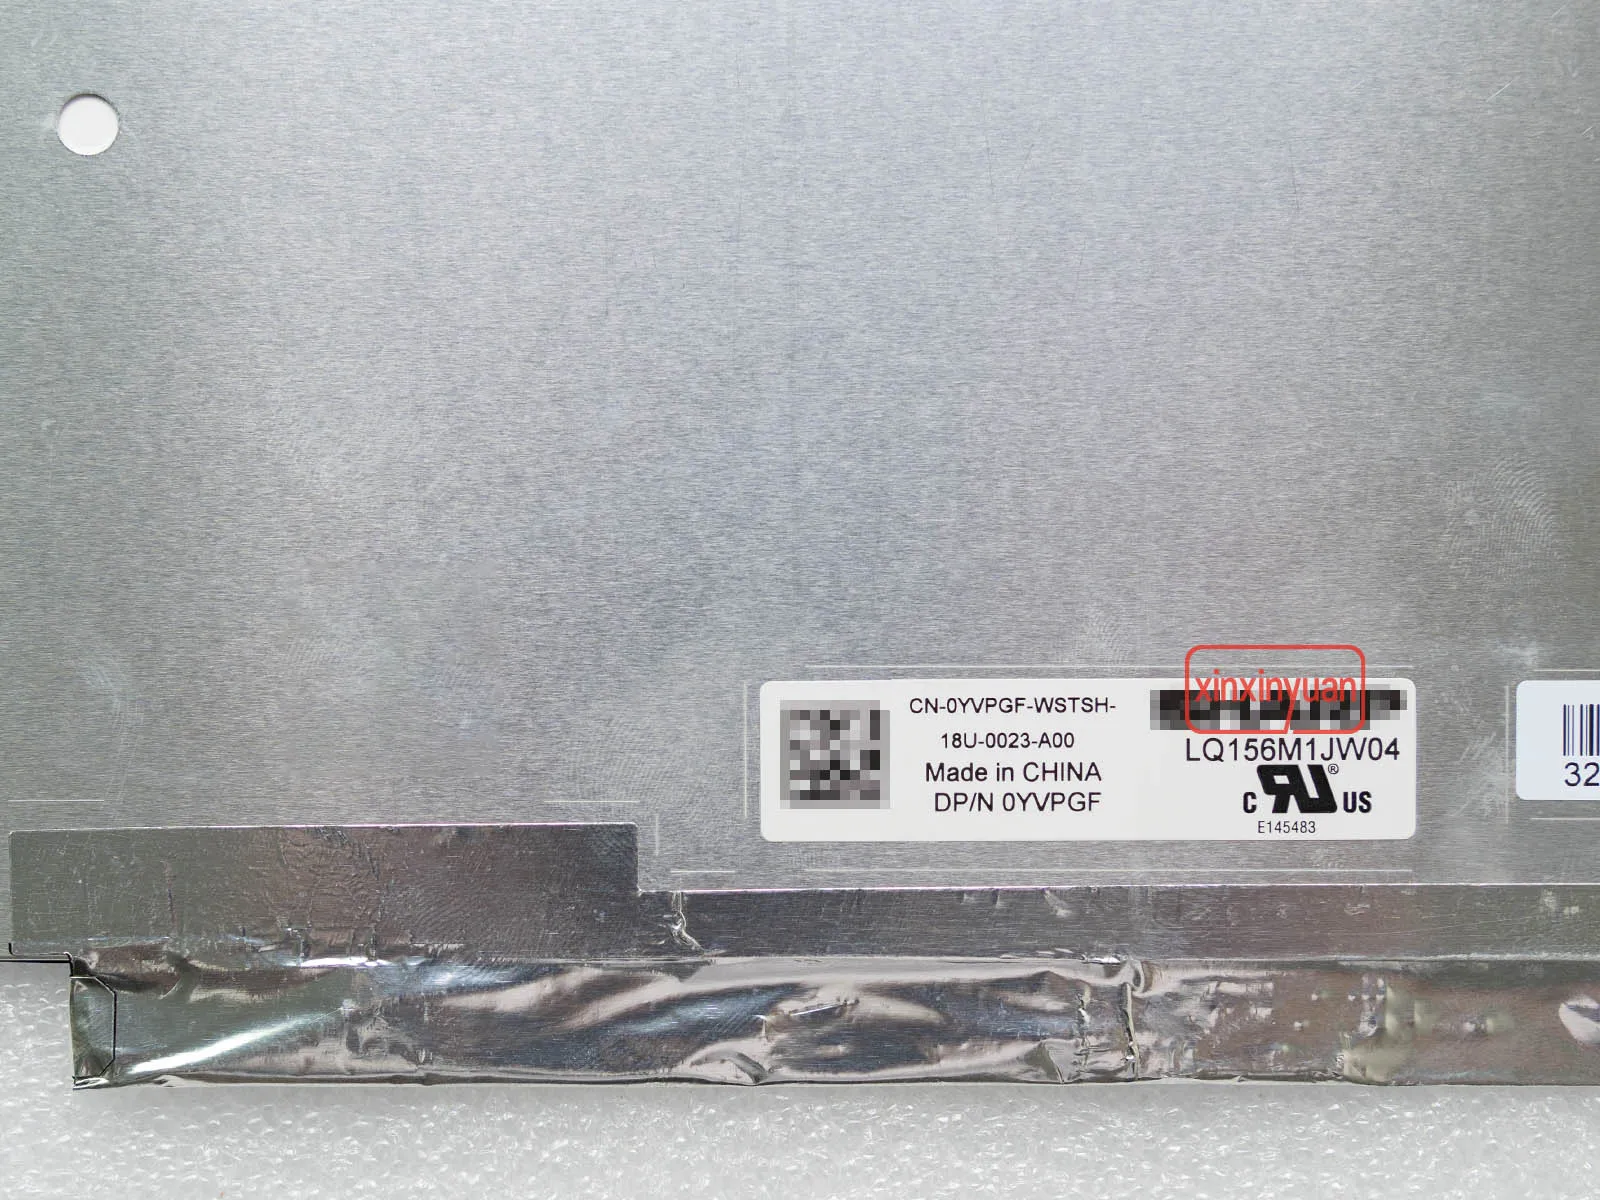 CN-0YVPGF-WSTSH-
18U-0023-A00
Made in CHINA
DP/N 0YVPGF
xinxinyuan
LQ156M1JW04
C US ®
E145483
32